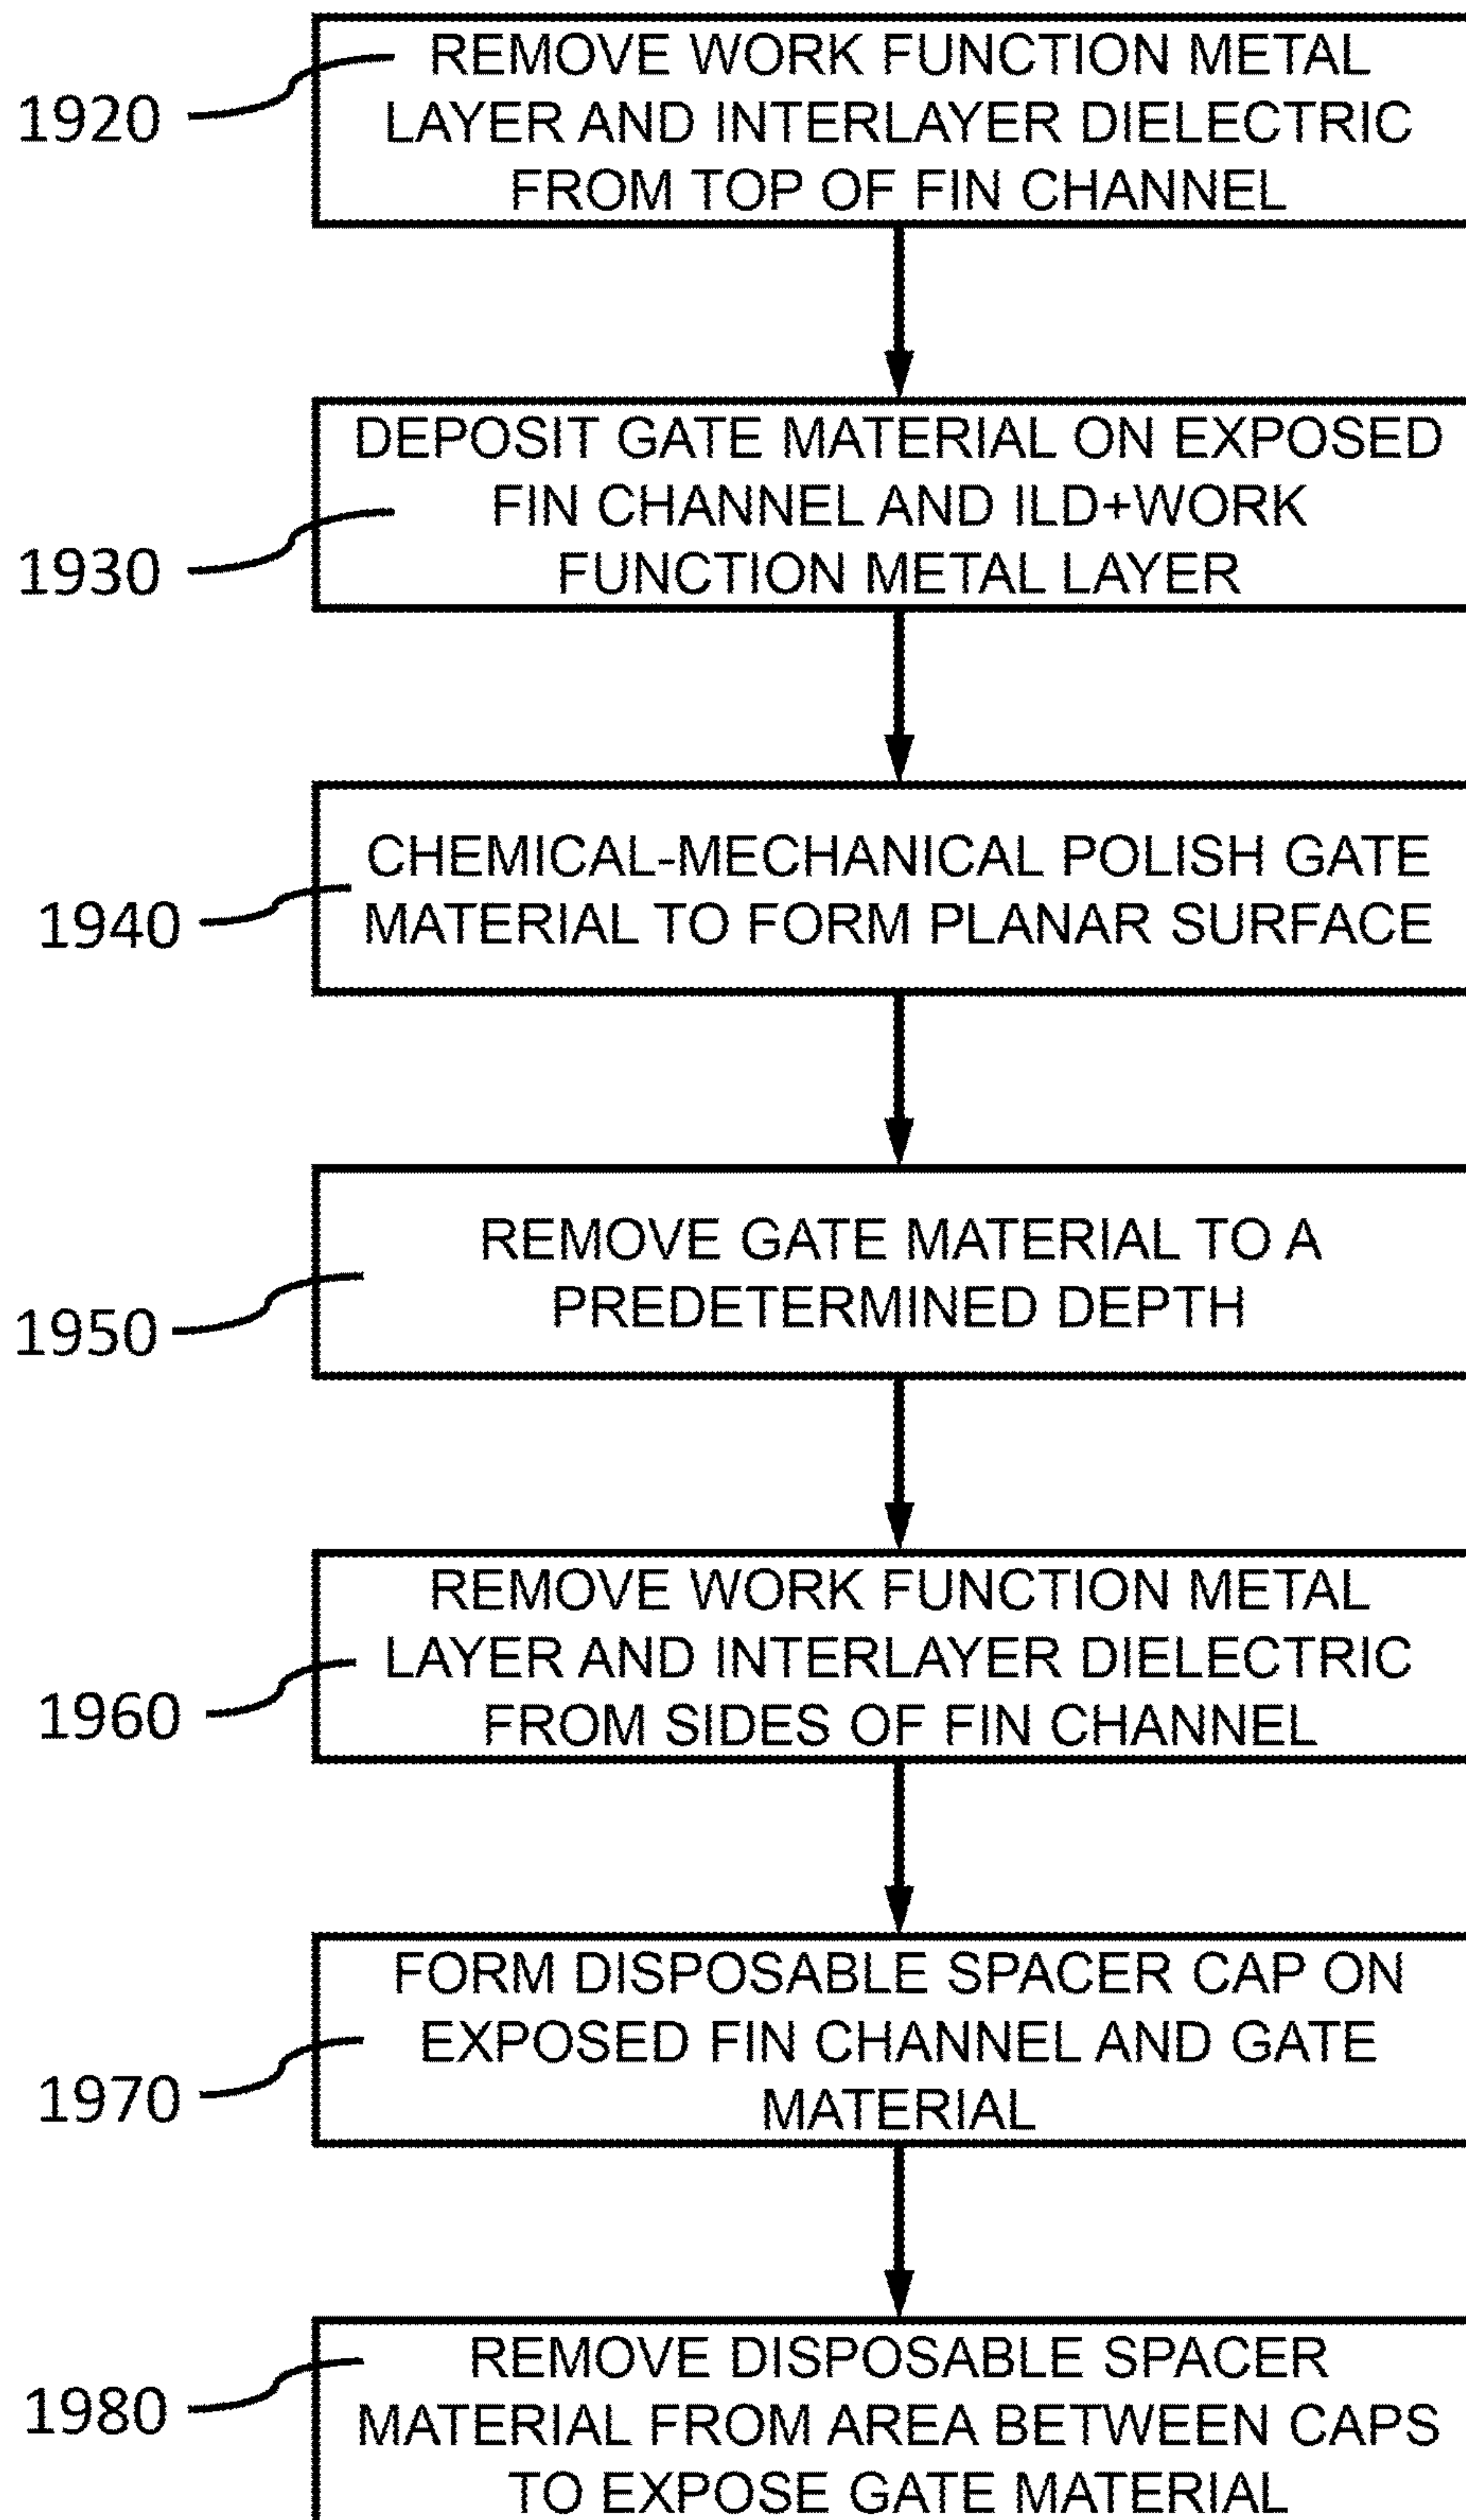 REMOVE WORK FUNCTION METAL
LAYER AND INTERLAYER DIELECTRIC
FROM TOP OF FIN CHANNEL
1920
DEPOSIT GATE MATERIAL ON EXPOSED
FIN CHANNEL AND ILD+WORK
FUNCTION METAL LAYER
1930
CHEMICAL-MECHANICAL POLISH GATE
MATERIAL TO FORM PLANAR SURFACE
1940
REMOVE GATE MATERIAL TO A
PREDETERMINED DEPTH
1950
REMOVE WORK FUNCTION METAL
LAYER AND INTERLAYER DIELECTRIC
FROM SIDES OF FIN CHANNEL
1960
FORM DISPOSABLE SPACER CAP ON
EXPOSED FIN CHANNEL AND GATE
MATERIAL
1970
REMOVE DISPOSABLE SPACER
MATERIAL FROM AREA BETWEEN CAPS
TO EXPOSE GATE MATERIAL
1980